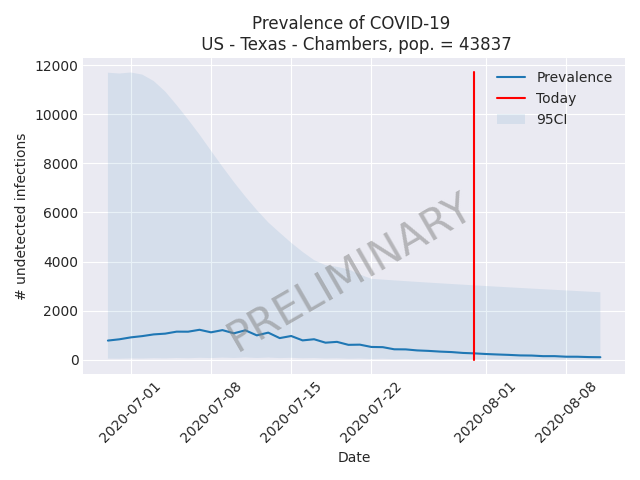 Prevalence of COVID-19
US - Texas - Chambers, pop. = 43837
12000
10000
8000
6000
4000
2000
0
# undetected infections
Prevalence
Today
95CI
PRELIMINARY
2020-07-01
2020-07-08
2020-07-15
2020-07-22
2020-08-01
2020-08-08
Date